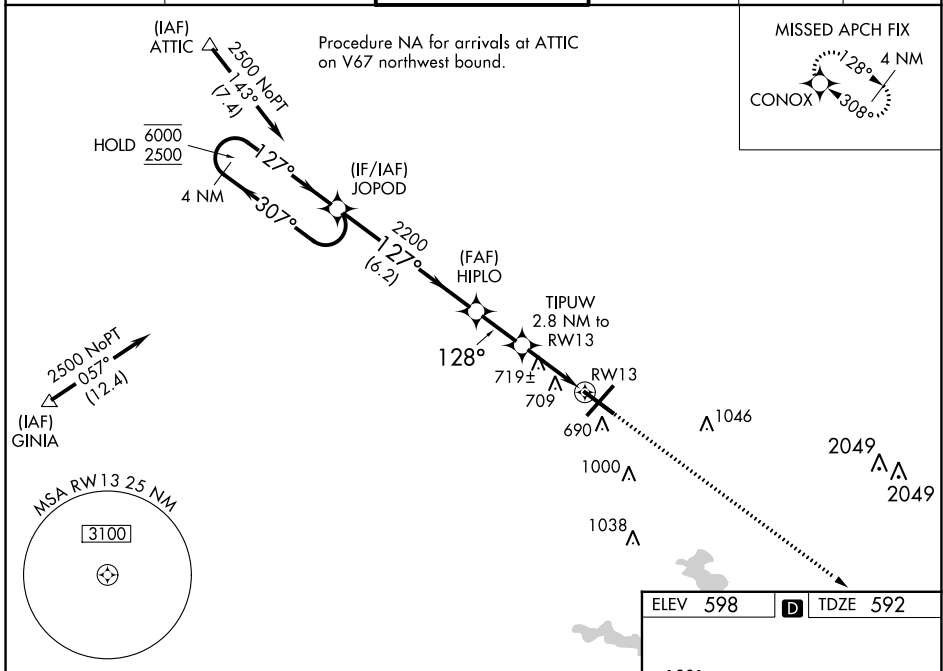 (IAF)
ATTIC
2500 NoPT
143°
(7.4)
Procedure NA for arrivals at ATTIC
on V67 northwest bound.
MISSED APCH FIX
128°
4 NM
CONOX
308°
HOLD
6000
2500
127°
4 NM
307°
(IF/IAF)
JOPOD
2200
127°
(6.2)
(FAF)
HIPLO
TIPUW
2.8 NM to
RW13
128°
719±
709
RW13
690
1046
1000
2049
2049
1038
2500 NoPT
057°
(12.4)
(IAF)
GINIA
MSA RW13 25 NM
3100
ELEV 598
D
TDZE 592